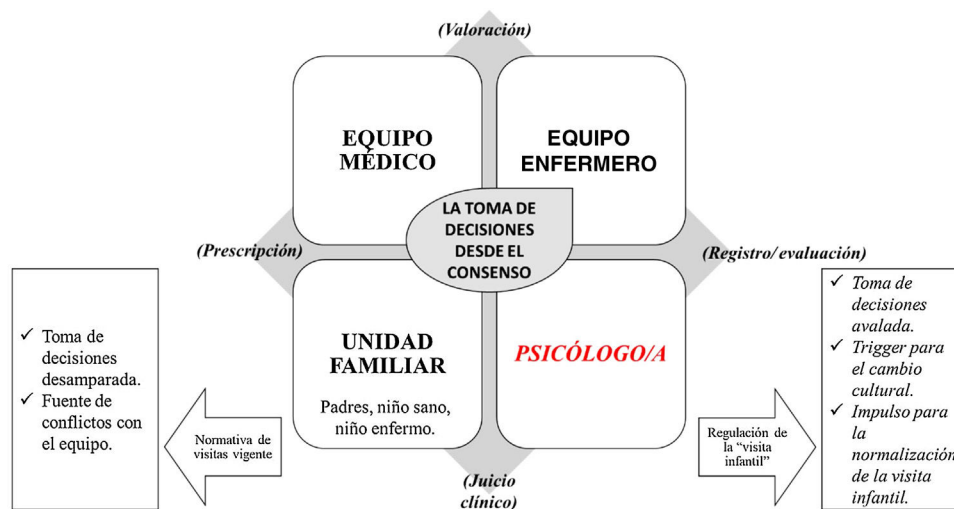 (Valoración)
EQUIPO
MÉDICO
EQUIPO
ENFERMERO
LA TOMA DE
DECISIONES
DESDE EL
CONSENSO
(Prescripción)
(Registro/evaluación)
UNIDAD
FAMILIAR
Padres, niño sano,
niño enfermo.
PSICÓLOGO/A
(Juicio
clínico)
✓ Toma de
decisiones
desamparada.
✓ Fuente de
conflictos con
el equipo.
Normativa de
visitas vigente
Regulación de
la “visita
infantil”
✓ Toma de
decisiones
avalada.
✓ Trigger para
el cambio
cultural.
✓ Impulso para
la
normalización
de la visita
infantil.